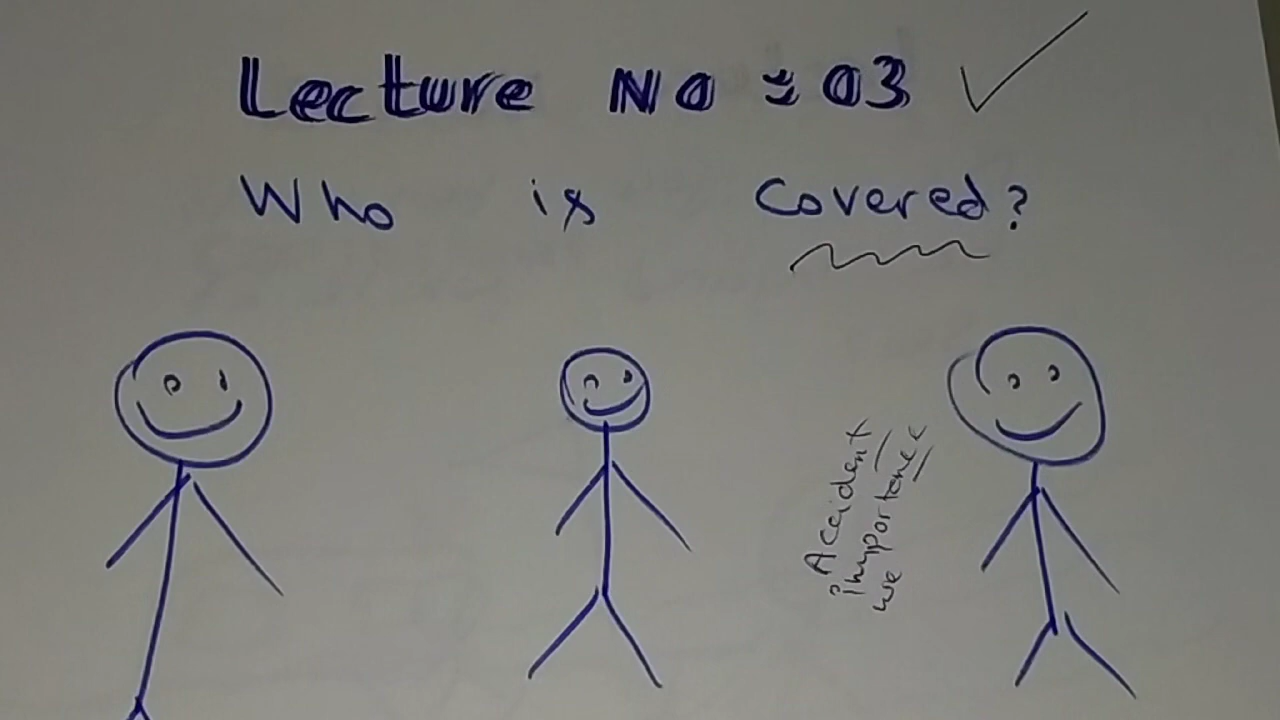 Lecture No : 03
Who is Covered?
Accident
importance
we